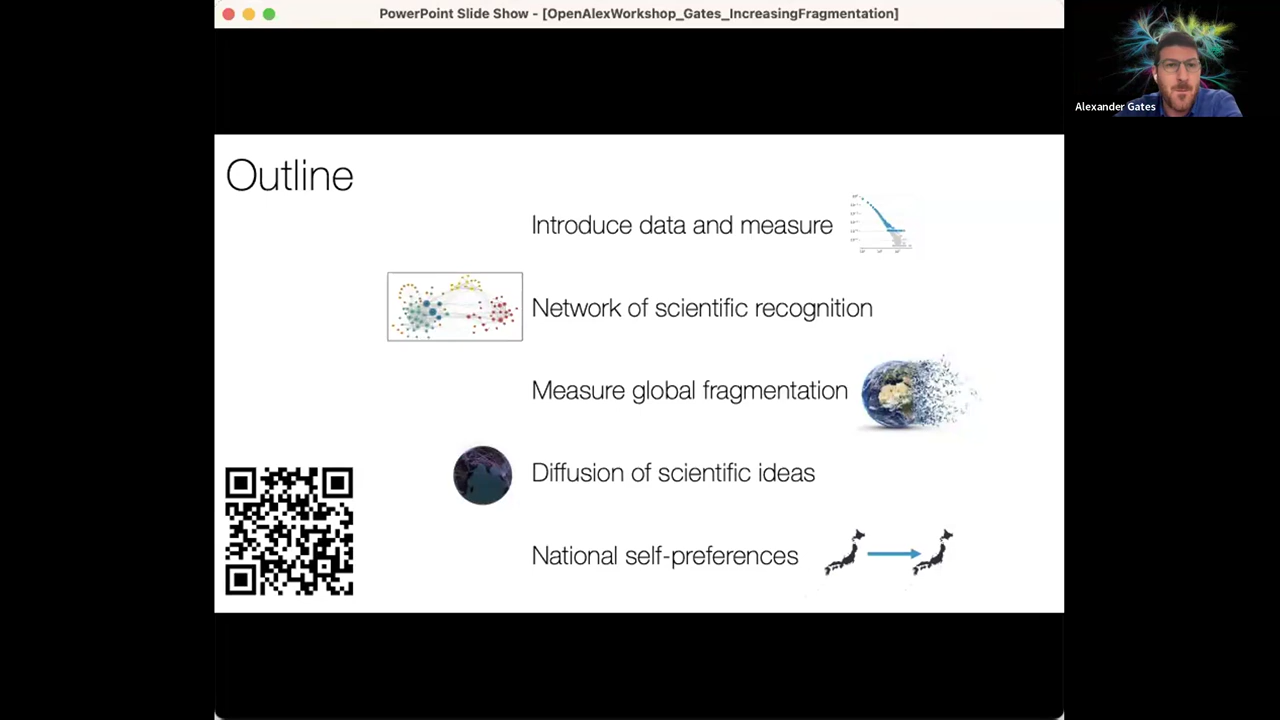 PowerPoint Slide Show - [OpenAlexWorkshop_Gates_IncreasingFragmentation]
Alexander Gates
Outline
Introduce data and measure
Network of scientific recognition
Measure global fragmentation
Diffusion of scientific ideas
National self-preferences